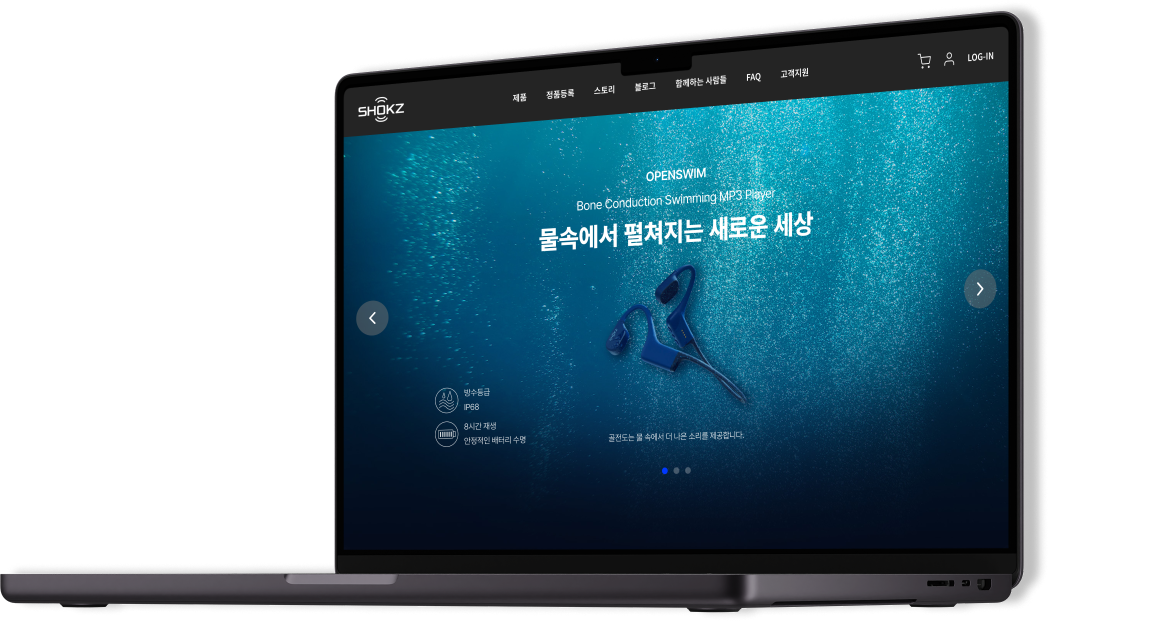 SHOKZ
제품 정품등록 스토리 블로그 함께하는 사람들 FAQ 고객지원
LOG-IN
OPENSWIM
Bone Conduction Swimming MP3 Player
물속에서 펼쳐지는 새로운 세상
방수등급
IP68
8시간 재생
안정적인 배터리 수명
골전도는 물 속에서 더 나은 소리를 제공합니다.